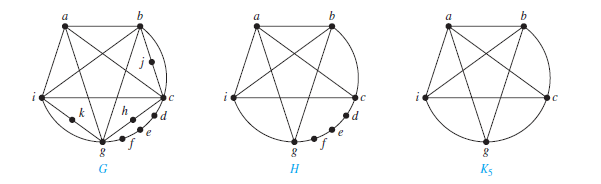 a b a b a b
j
i c i c i c
k h d d
e e
f f
g g g
G H K5